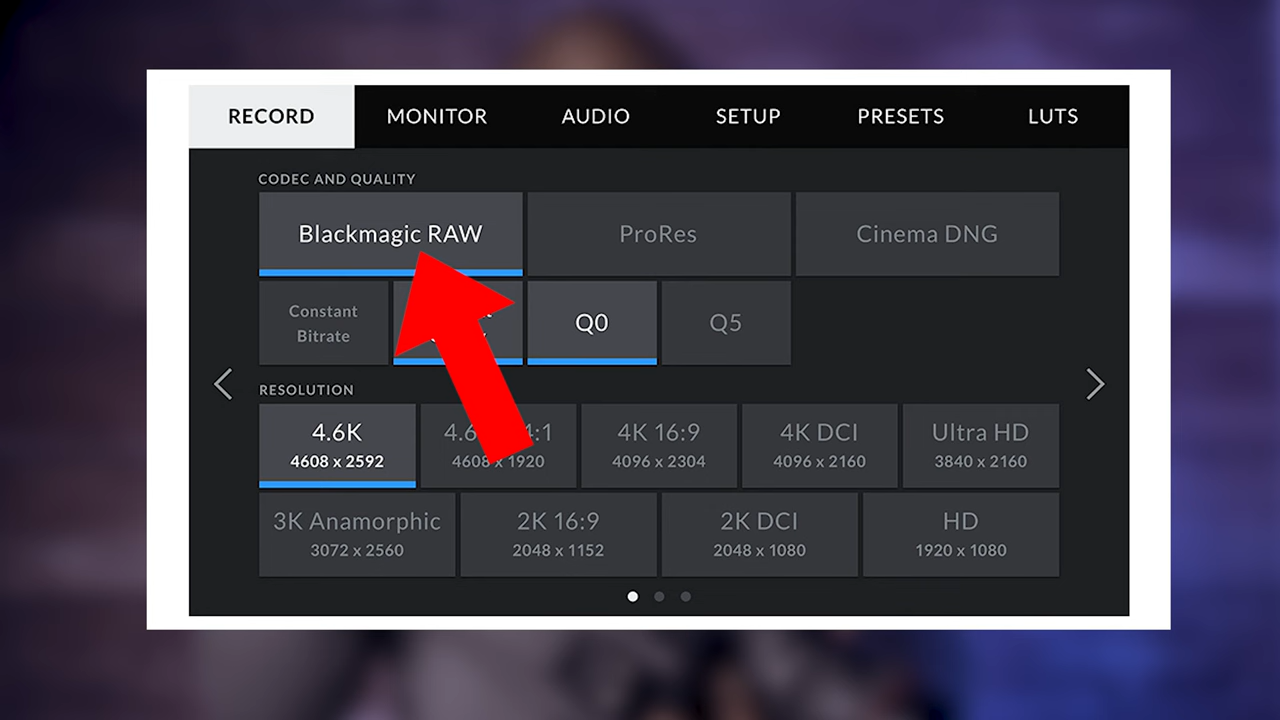 RECORD MONITOR AUDIO SETUP PRESETS LUTS
CODEC AND QUALITY
Blackmagic RAW ProRes Cinema DNG
Constant
Bitrate
Q0 Q5
RESOLUTION
4.6K 4K 16:9 4K DCI Ultra HD
4608 x 2592 4608 x 1920 4096 x 2304 4096 x 2160 3840 x 2160
3K Anamorphic 2K 16:9 2K DCI HD
3072 x 2560 2048 x 1152 2048 x 1080 1920 x 1080